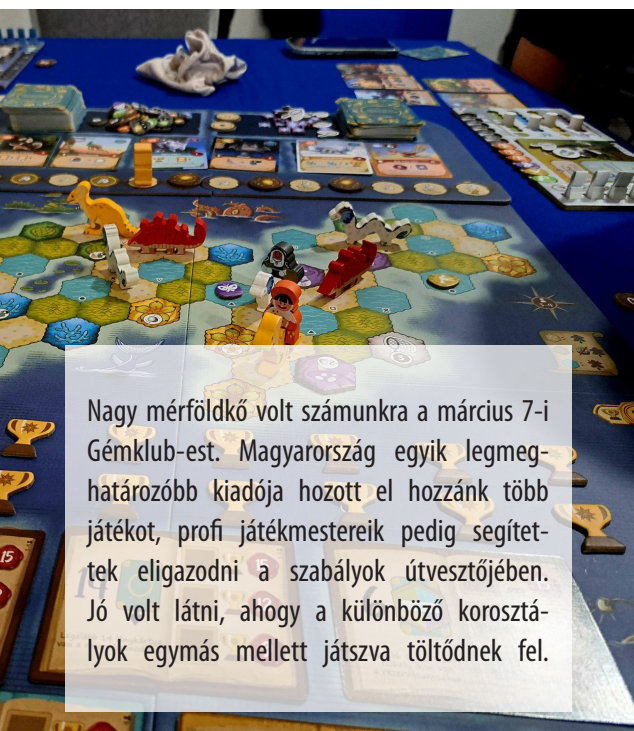 Nagy mérföldkő volt számunkra a március 7-i
Gémklub-est. Magyarország egyik legmeg-
határozóbb kiadója hozott el hozzánk több
játékot, profi játékmestereik pedig segítet-
tek eligazodni a szabályok útvesztőjében.
Jó volt látni, ahogy a különböző korosztá-
lyok egymás mellett játszva töltődnek fel.
15
15